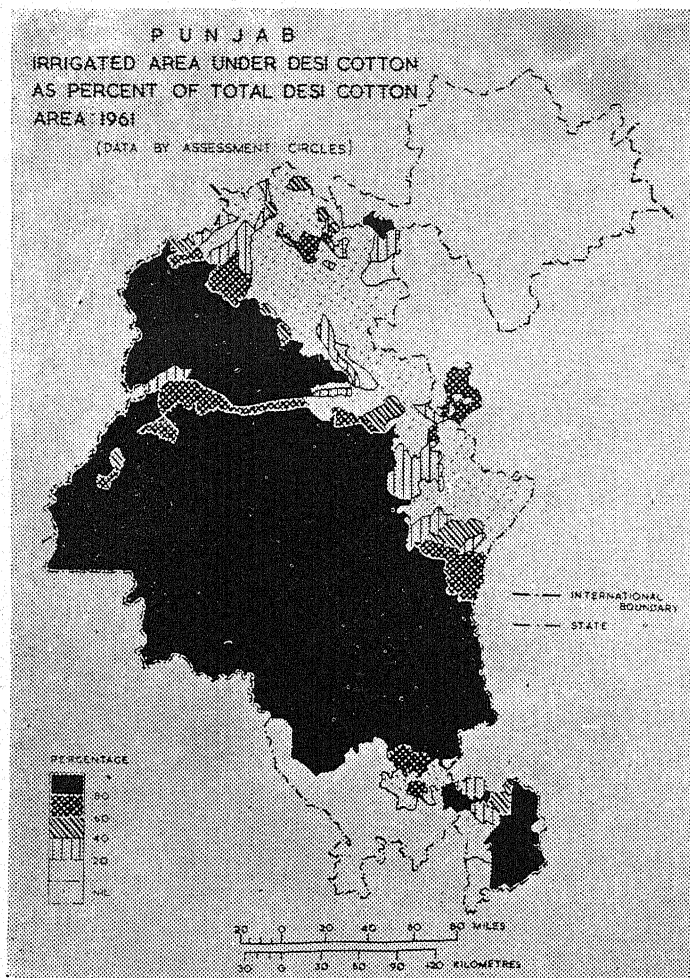 PUNJAB
IRRIGATED AREA UNDER DESI COTTON
AS PERCENT OF TOTAL DESI COTTON
AREA : 1961
(DATA BY ASSESSMENT CIRCLES)
INTERNATIONAL
BOUNDARY
STATE "
PERCENTAGE
80
60
40
20
NIL
20 0 20 40 60 80 MILES
30 0 30 60 90 120 KILOMETRES